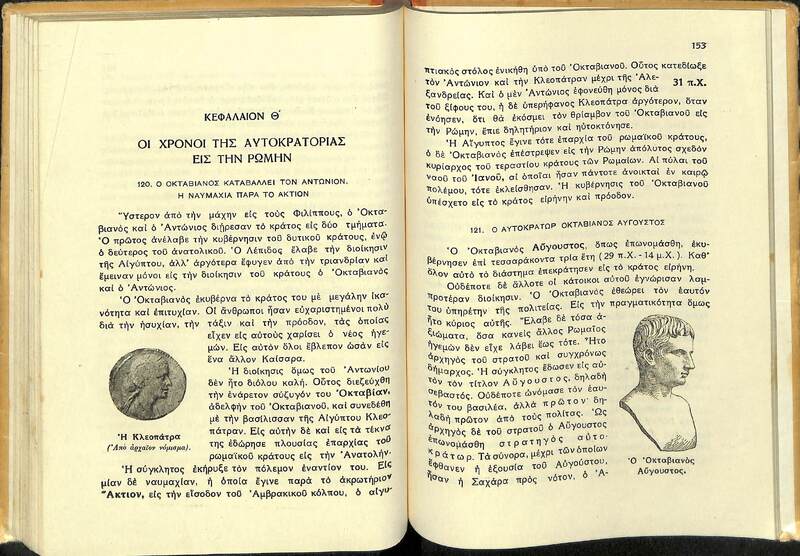 ΚΕΦΑΛΑΙΟΝ Θ΄
ΟΙ ΧΡΟΝΟΙ ΤΗΣ ΑΥΤΟΚΡΑΤΟΡΙΑΣ
ΕΙΣ ΤΗΝ ΡΩΜΗΝ
120. Ο ΟΚΤΑΒΙΑΝΟΣ ΚΑΤΑΒΑΛΛΕΙ ΤΟΝ ΑΝΤΩΝΙΟΝ.
Η ΝΑΥΜΑΧΙΑ ΠΑΡΑ ΤΟ ΑΚΤΙΟΝ
Ὕστερον ἀπὸ τὴν μάχην εἰς τοὺς Φιλίππους, ὁ Ὀκτα-
βιανὸς καὶ ὁ Ἀντώνιος διῄρεσαν τὸ κράτος εἰς δύο τμήματα.
Ὁ πρῶτος ἀνέλαβε τὴν κυβέρνησιν τοῦ δυτικοῦ κράτους, ἐνῷ
ὁ δεύτερος τοῦ ἀνατολικοῦ. Ὁ Λέπιδος ἔλαβε τὴν διοίκησιν
τῆς Αἰγύπτου, ἀλλ' ἀργότερα ἔφυγεν ἀπὸ τὴν τριανδρίαν καὶ
ἔμειναν μόνοι εἰς τὴν διοίκησιν τοῦ κράτους ὁ Ὀκταβιανὸς
καὶ ὁ Ἀντώνιος.
Ὁ Ὀκταβιανὸς ἐκυβέρνα τὸ κράτος του μὲ μεγάλην ἱκα-
νότητα καὶ ἐπιτυχίαν. Οἱ ἄνθρωποι ἦσαν εὐχαριστημένοι πολὺ
διὰ τὴν ἡσυχίαν, τὴν τάξιν καὶ τὴν πρόοδον, τὰς ὁποίας
εἶχεν εἰς αὐτοὺς χαρίσει ὁ νέος ἡγε-
μών. Εἰς αὐτὸν ὅλοι ἔβλεπον ὡσὰν εἰς
ἕνα ἄλλον Καίσαρα.
Ἡ διοίκησις ὅμως τοῦ Ἀντωνίου
δὲν ἦτο διόλου καλή. Οὗτος διεζεύχθη
τὴν ἐνάρετον σύζυγόν του Ὀκταβίαν,
ἀδελφὴν τοῦ Ὀκταβιανοῦ, καὶ συνεδέθη
μὲ τὴν βασίλισσαν τῆς Αἰγύπτου Κλεο-
πάτραν. Εἰς αὐτὴν δὲ καὶ εἰς τὰ τέκνα
της ἐδώρησε πλουσίας ἐπαρχίας τοῦ
ρωμαϊκοῦ κράτους εἰς τὴν Ἀνατολήν.
Ἡ Κλεοπάτρα
(Ἀπὸ ἀρχαῖον νόμισμα).
Ἡ σύγκλητος ἐκήρυξε τὸν πόλεμον ἐναντίον του. Εἰς
μίαν δὲ ναυμαχίαν, ἡ ὁποία ἔγινε παρὰ τὸ ἀκρωτήριον
Ἄκτιον, εἰς τὴν εἴσοδον τοῦ Ἀμβρακικοῦ κόλπου, ὁ αἰγυ-
153
πτιακὸς στόλος ἐνικήθη ὑπὸ τοῦ Ὀκταβιανοῦ. Οὗτος κατεδίωξε
τὸν Ἀντώνιον καὶ τὴν Κλεοπάτραν μέχρι τῆς Ἀλε-
ξανδρείας. Καὶ ὁ μὲν Ἀντώνιος ἐφονεύθη μόνος διὰ
31 π.Χ.
τοῦ ξίφους του, ἡ δὲ ὑπερήφανος Κλεοπάτρα ἀργότερον, ὅταν
ἐνόησεν, ὅτι θὰ ἐκόσμει τὸν θρίαμβον τοῦ Ὀκταβιανοῦ εἰς
τὴν Ρώμην, ἔπιε δηλητήριον καὶ ηὐτοκτόνησε.
Ἡ Αἴγυπτος ἔγινε τότε ἐπαρχία τοῦ ρωμαϊκοῦ κράτους,
ὁ δὲ Ὀκταβιανὸς ἐπέστρεψεν εἰς τὴν Ρώμην ἀπόλυτος σχεδὸν
κυρίαρχος τοῦ τεραστίου κράτους τῶν Ρωμαίων. Αἱ πύλαι τοῦ
ναοῦ τοῦ Ἰανοῦ, αἱ ὁποῖαι ἦσαν πάντοτε ἀνοικταὶ ἐν καιρῷ
πολέμου, τότε ἐκλείσθησαν. Ἡ κυβέρνησις τοῦ Ὀκταβιανοῦ
ὑπέσχετο εἰς τὸ κράτος εἰρήνην καὶ πρόοδον.
121. Ο ΑΥΤΟΚΡΑΤΩΡ ΟΚΤΑΒΙΑΝΟΣ ΑΥΓΟΥΣΤΟΣ
Ὁ Ὀκταβιανὸς Αὔγουστος, ὅπως ἐπωνομάσθη, ἐκυ-
βέρνησεν ἐπὶ τεσσαράκοντα τρία ἔτη (29 π.Χ. - 14 μ.Χ.). Καθ'
ὅλον αὐτὸ τὸ διάστημα ἐπεκράτησεν εἰς τὸ κράτος εἰρήνη.
Οὐδέποτε δὲ ἄλλοτε οἱ κάτοικοι αὐτοῦ ἐγνώρισαν λαμ-
προτέραν διοίκησιν. Ὁ Ὀκταβιανὸς ἐθεώρει τὸν ἑαυτόν
του ὑπηρέτην τῆς πολιτείας. Εἰς τὴν πραγματικότητα ὅμως
ἦτο κύριος αὐτῆς. Ἔλαβε δὲ τόσα ἀ-
ξιώματα, ὅσα κανεὶς ἄλλος Ρωμαῖος
ἡγεμὼν δὲν εἶχε λάβει ἕως τότε. Ἦτο
ἀρχηγὸς τοῦ στρατοῦ καὶ συγχρόνως
δήμαρχος. Ἡ σύγκλητος ἔδωσεν εἰς αὐ-
τὸν τὸν τίτλον Αὔγουστος, δηλαδὴ
σεβαστός. Οὐδέποτε ὠνόμασε τὸν ἑαυ-
τόν του βασιλέα, ἀλλὰ πρῶτον· δη-
λαδὴ πρῶτον ἀπὸ τοὺς πολίτας. Ὡς
ἀρχηγὸς δὲ τοῦ στρατοῦ ὁ Αὔγουστος
ἐπωνομάσθη στρατηγὸς αὐτο-
κράτωρ. Τὰ σύνορα, μέχρι τῶν ὁποίων
ἔφθανεν ἡ ἐξουσία τοῦ Αὐγούστου,
ἦσαν ἡ Σαχάρα πρὸς νότον, ὁ Ἀ-
Ὁ Ὀκταβιανὸς
Αὔγουστος.